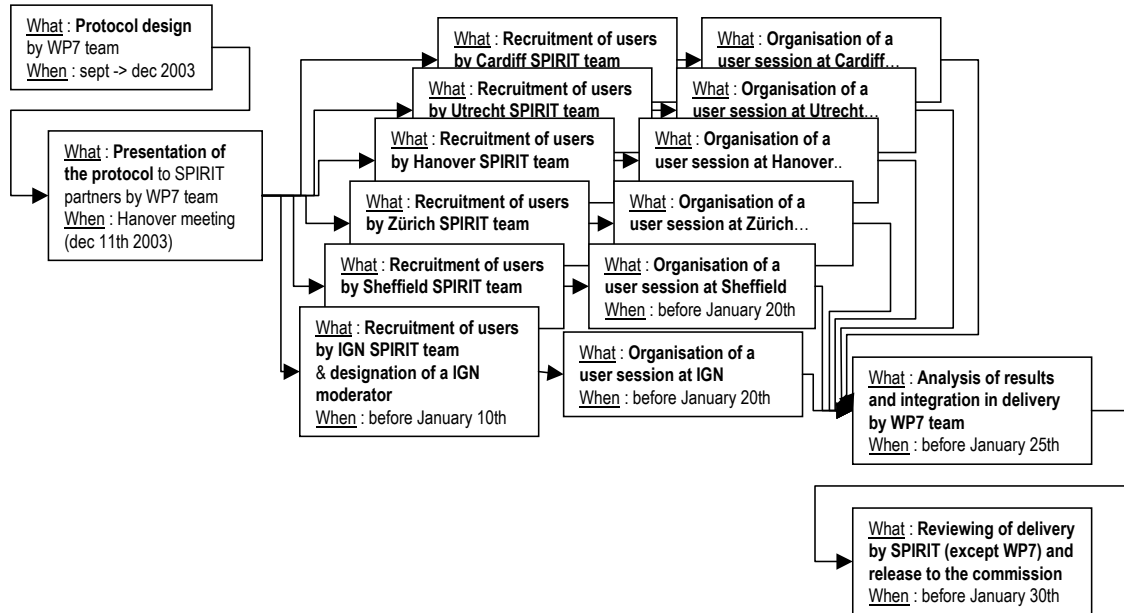 What : Protocol design
by WP7 team
When : sept -> dec 2003
What : Presentation of
the protocol to SPIRIT
partners by WP7 team
When : Hanover meeting
(dec 11th 2003)
What : Recruitment of users
by Cardiff SPIRIT team
What : Organisation of a
user session at Cardiff...
What : Recruitment of users
by Utrecht SPIRIT team
What : Organisation of a
user session at Utrecht...
What : Recruitment of users
by Hanover SPIRIT team
What : Organisation of a
user session at Hanover..
What : Recruitment of users
by Zürich SPIRIT team
What : Organisation of a
user session at Zürich...
What : Recruitment of users
by Sheffield SPIRIT team
What : Organisation of a
user session at Sheffield
When : before January 20th
What : Recruitment of users
by IGN SPIRIT team
& designation of a IGN
moderator
When : before January 10th
What : Organisation of a
user session at IGN
When : before January 20th
What : Analysis of results
and integration in delivery
by WP7 team
When : before January 25th
What : Reviewing of delivery
by SPIRIT (except WP7) and
release to the commission
When : before January 30th